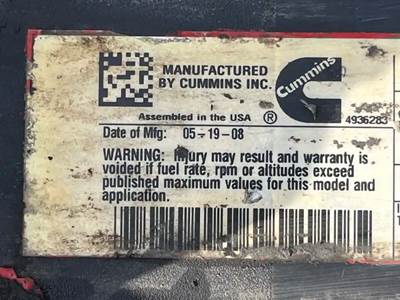 MANUFACTURED
BY CUMMINS INC.
Cummins
Assembled in the USA ®
4936283
Date of Mfg: 05-19-08
WARNING: Injury may result and warranty is
voided if fuel rate, rpm or altitudes exceed
published maximum values for this model and
application.